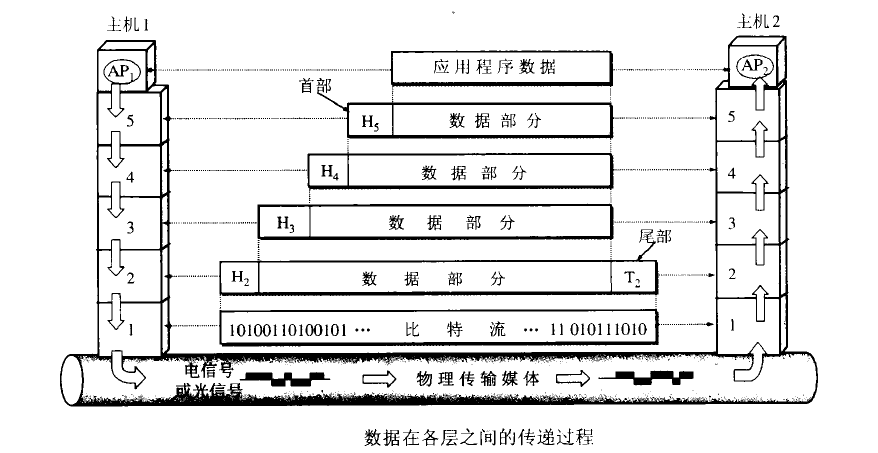 主机1 主机2
AP1 应用程序数据 AP2
首部
5 H5 数据部分 5
4 H4 数据部分 4
3 H3 数据部分 3
尾部
2 H2 数据部分 T2 2
1 10100110100101 … 比特流 … 11 010111010 1
电信号
或光信号 物理传输媒体
数据在各层之间的传递过程